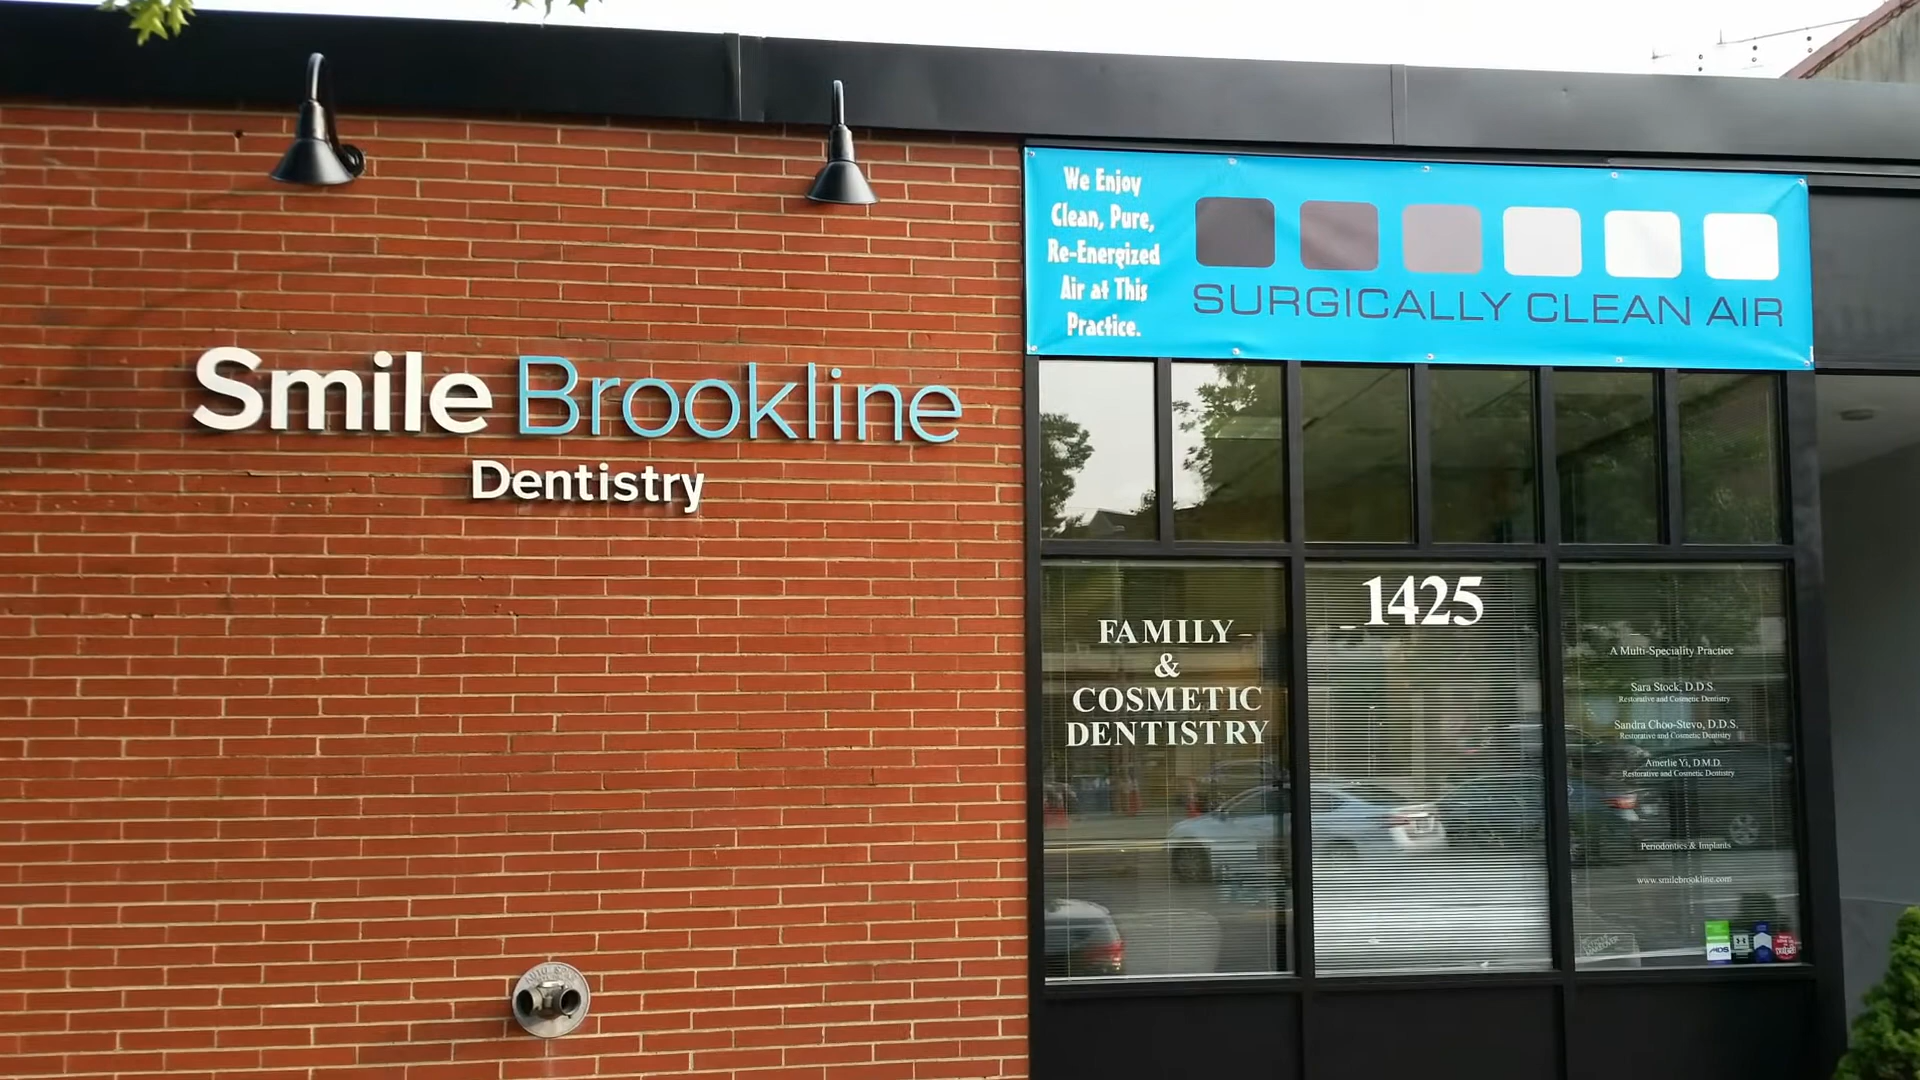 Smile Brookline
Dentistry
We Enjoy
Clean, Pure,
Re-Energized
Air at This
Practice.
SURGICALLY CLEAN AIR
FAMILY
&
COSMETIC
DENTISTRY
1425
A Multi-Speciality Practice
Sara Stock, D.D.S.
Restorative and Cosmetic Dentistry
Sandra Choo-Stevo, D.D.S.
Restorative and Cosmetic Dentistry
Amerlie Yi, D.M.D.
Restorative and Cosmetic Dentistry
Periodontics & Implants
www.smilebrookline.com